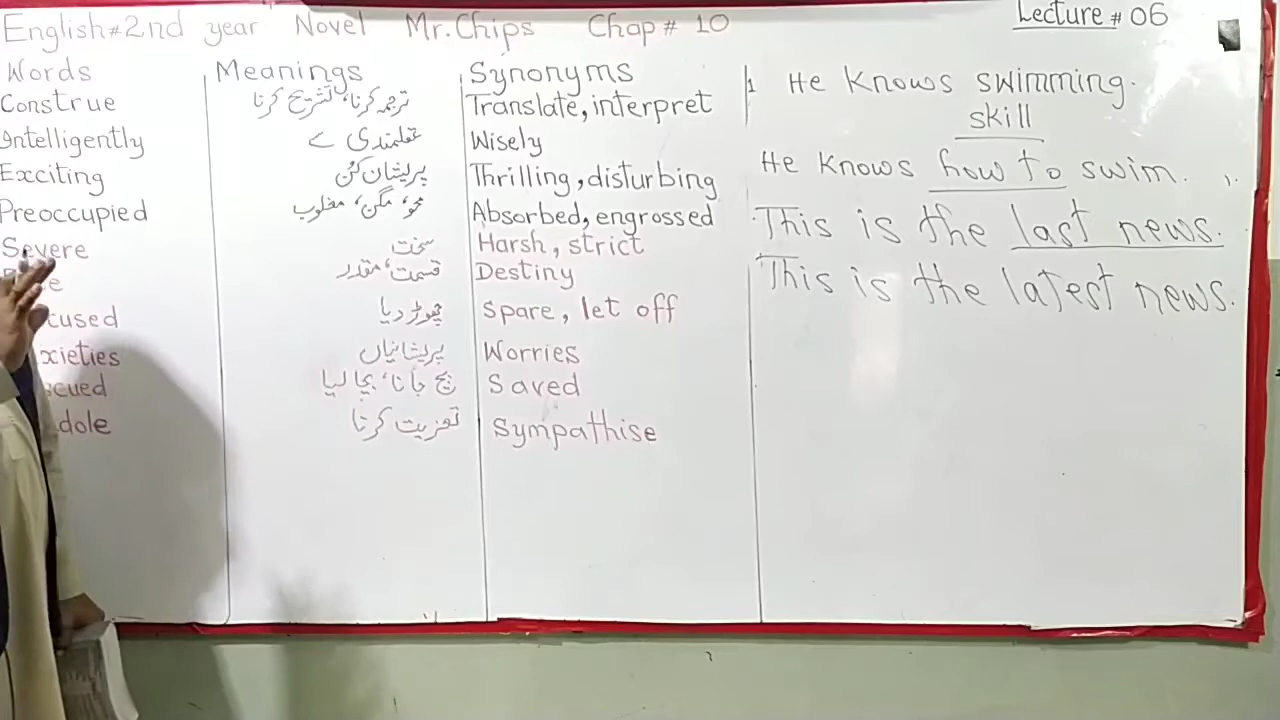 English#2nd year Novel Mr. Chips Chap# 10
Lecture # 06
Words Meanings Synonyms
Construe ترجمہ کرنا، تشریح کرنا Translate, interpret
Intelligently عقلمندی سے Wisely
Exciting پریشان کن Thrilling, disturbing
Preoccupied محو، مگن، مغلوب Absorbed, engrossed
Severe سخت Harsh, strict
قسمت، مقدر Destiny
cused چھوڑ دیا Spare, let off
xieties پریشانیاں Worries
cued بچ جانا، بچا لیا Saved
dole تعزیت کرنا Sympathise
1 He knows swimming.
skill
He knows how to swim.
This is the last news.
This is the latest news.